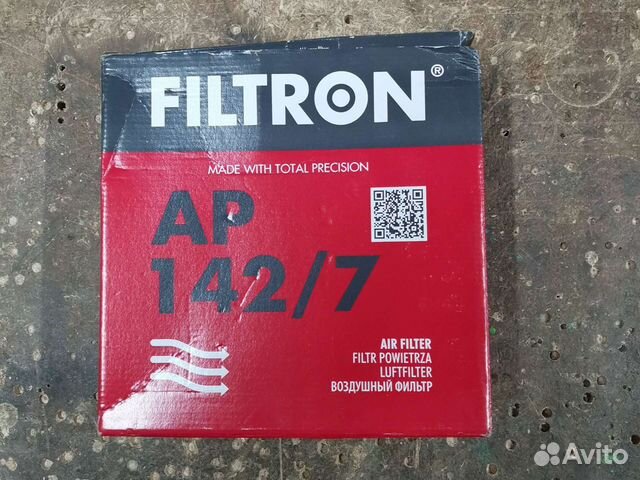 FILTRON®
MADE WITH TOTAL PRECISION
AP
142/7
AIR FILTER
FILTR POWIETRZA
LUFTFILTER
ВОЗДУШНЫЙ ФИЛЬТР
Avito